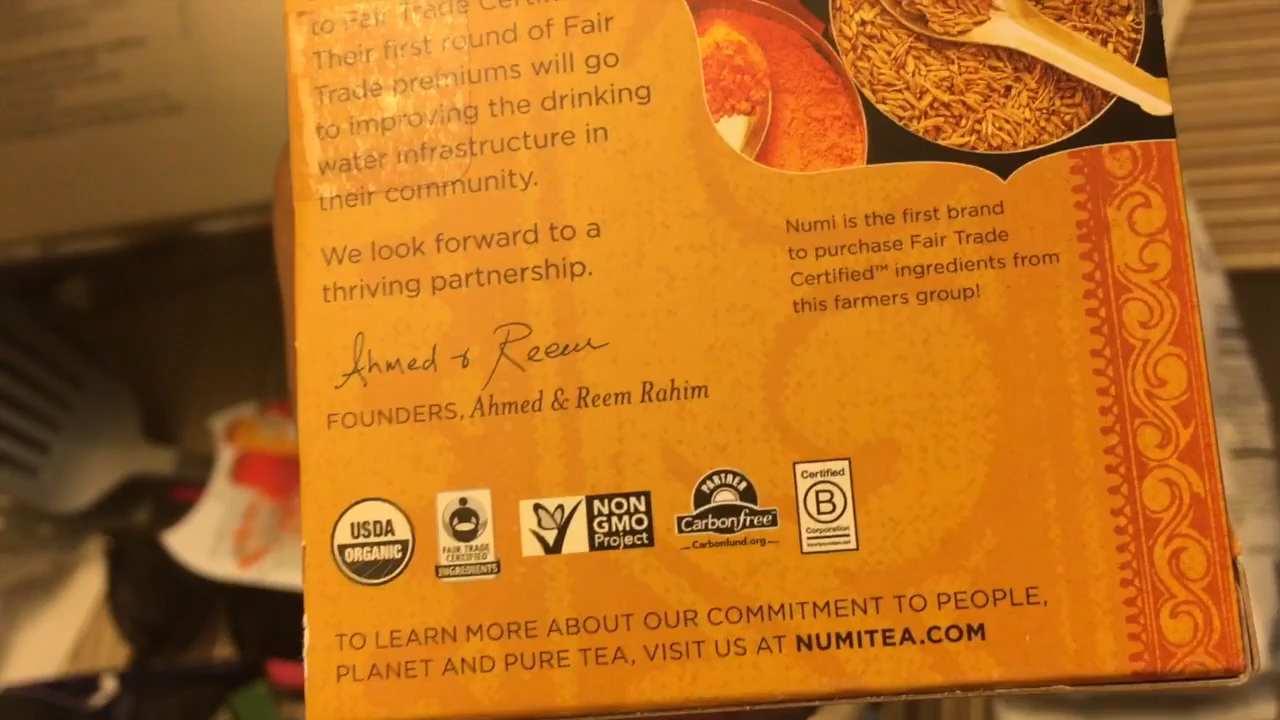 to Fair Trade
Their first round of Fair
Trade premiums will go
to improving the drinking
water infrastructure in
their community.
We look forward to a
thriving partnership.
Ahmed & Reem
FOUNDERS, Ahmed & Reem Rahim
Numi is the first brand
to purchase Fair Trade
Certified™ ingredients from
this farmers group!
USDA
ORGANIC
FAIR TRADE
CERTIFIED
INGREDIENTS
NON
GMO
Project
PARTNER
Carbonfree
Carbonfund.org
Certified
B
Corporation
TO LEARN MORE ABOUT OUR COMMITMENT TO PEOPLE,
PLANET AND PURE TEA, VISIT US AT NUMITEA.COM